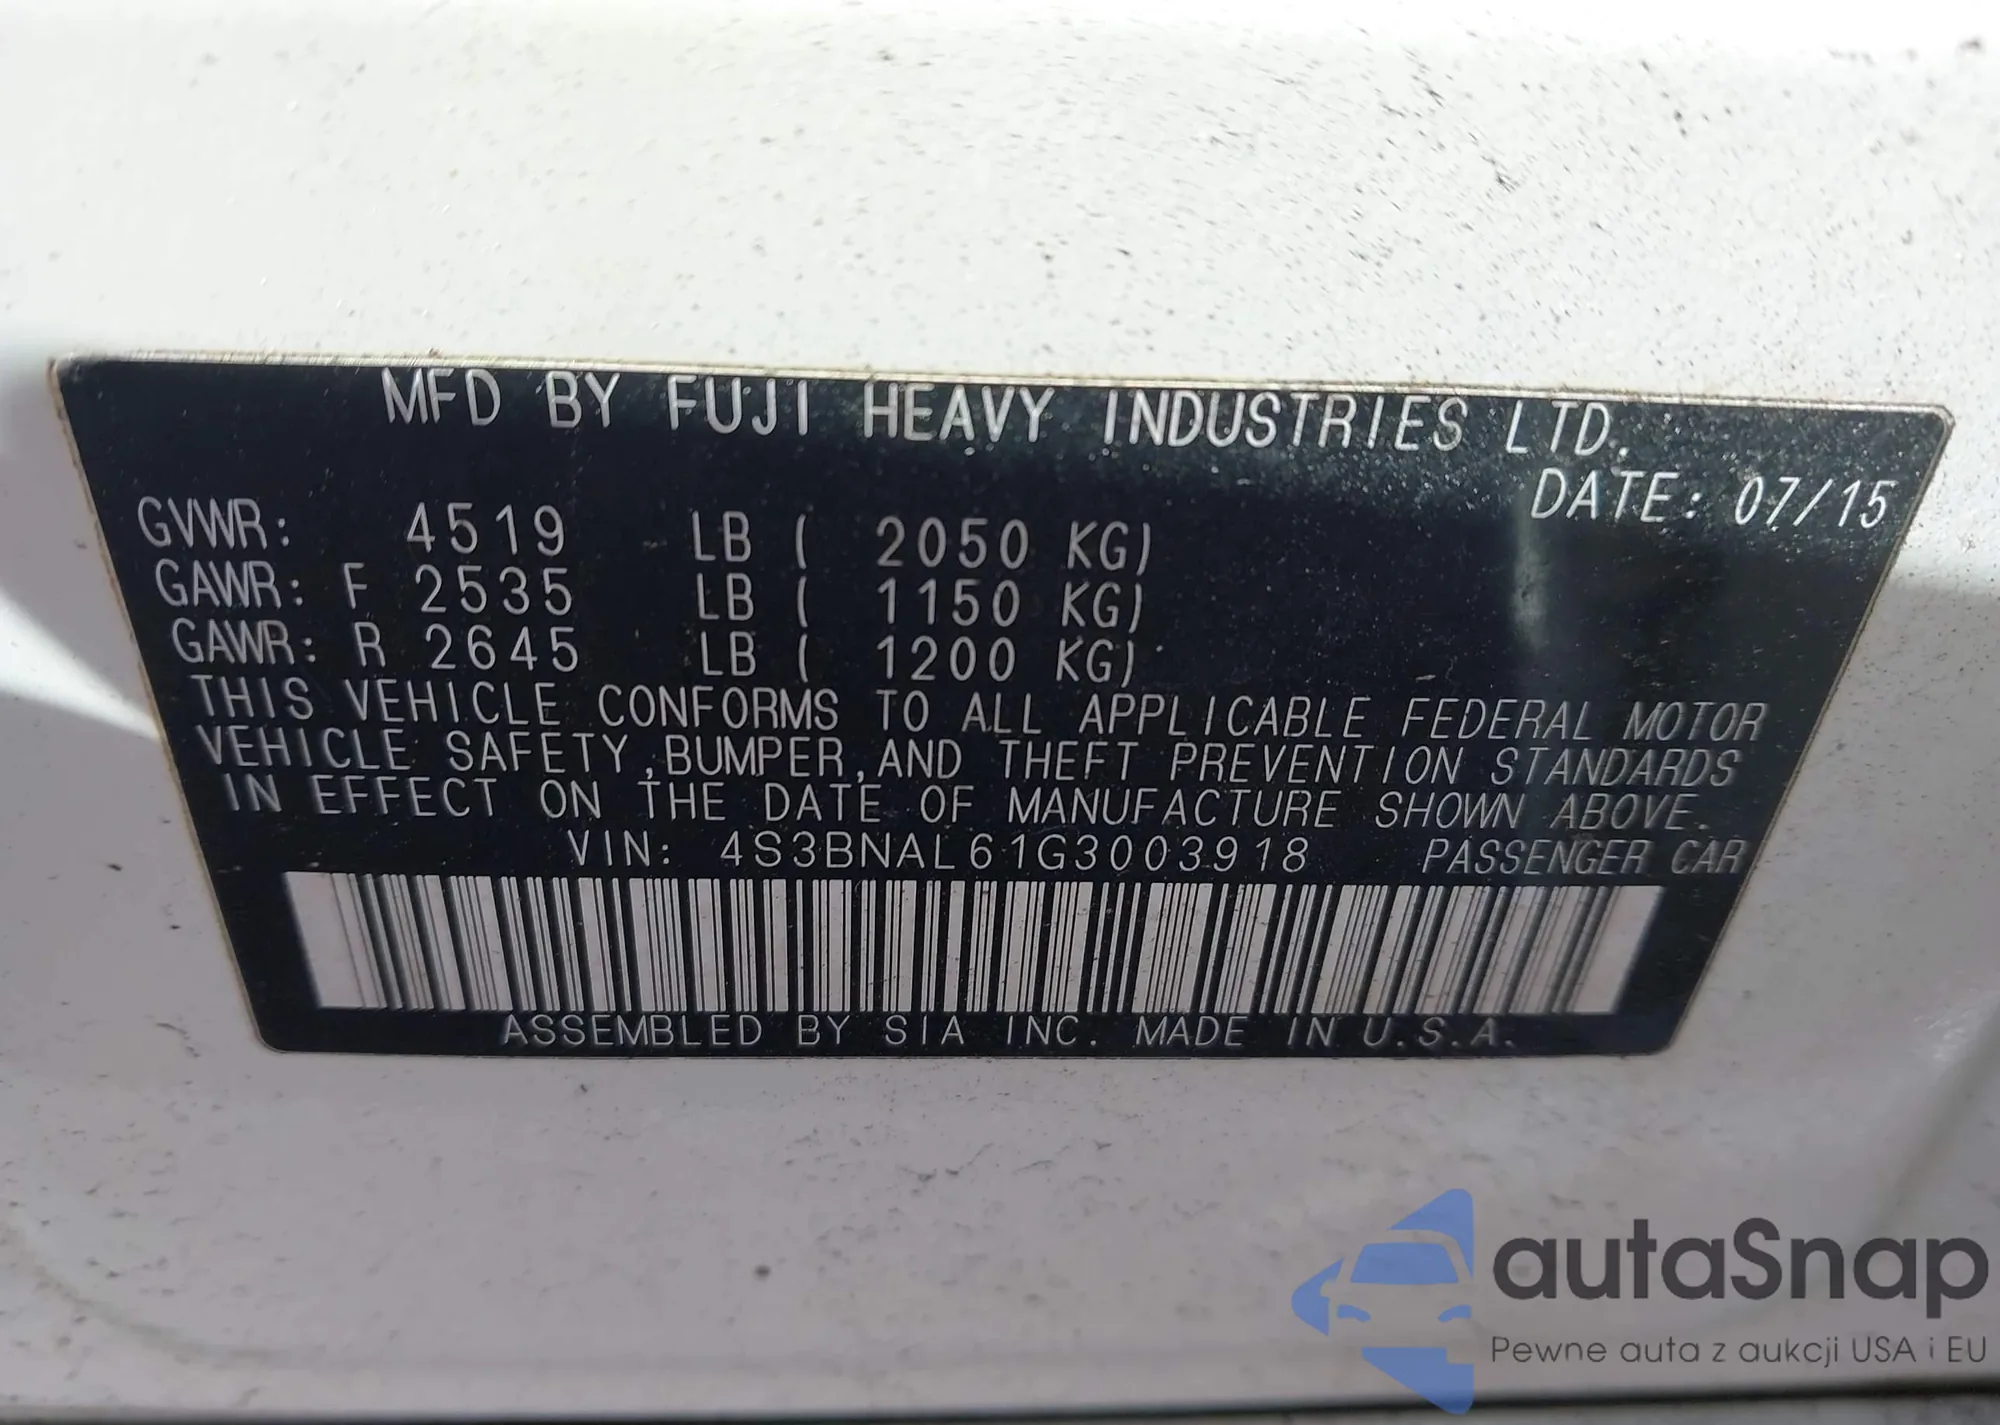 MFD BY FUJI HEAVY INDUSTRIES LTD.
DATE: 07/15
GVWR: 4519 LB ( 2050 KG)
GAWR: F 2535 LB ( 1150 KG)
GAWR: R 2645 LB ( 1200 KG)
THIS VEHICLE CONFORMS TO ALL APPLICABLE FEDERAL MOTOR
VEHICLE SAFETY,BUMPER,AND THEFT PREVENTION STANDARDS
IN EFFECT ON THE DATE OF MANUFACTURE SHOWN ABOVE.
VIN: 4S3BNAL61G3003918 PASSENGER CAR
ASSEMBLED BY SIA INC. MADE IN U.S.A.
autaSnap
Pewne auta z aukcji USA i EU